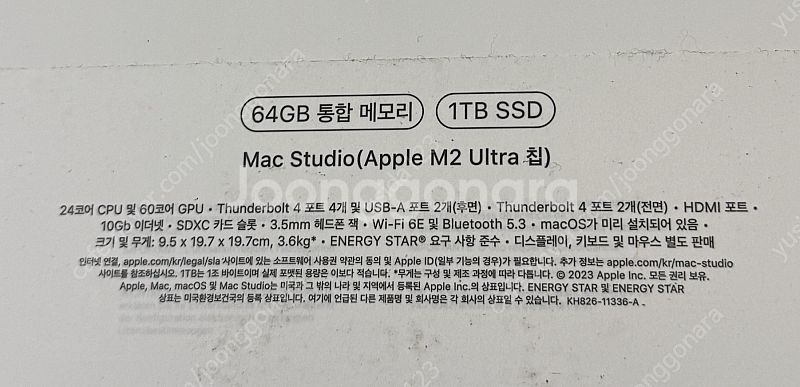 64GB 통합 메모리 1TB SSD
Mac Studio(Apple M2 Ultra 칩)
24코어 CPU 및 60코어 GPU • Thunderbolt 4 포트 4개 및 USB-A 포트 2개(후면) • Thunderbolt 4 포트 2개(전면) • HDMI 포트 •
10Gb 이더넷 • SDXC 카드 슬롯 • 3.5mm 헤드폰 잭 • Wi-Fi 6E 및 Bluetooth 5.3 • macOS가 미리 설치되어 있음 •
크기 및 무게: 9.5 x 19.7 x 19.7cm, 3.6kg* • ENERGY STAR® 요구 사항 준수 • 디스플레이, 키보드 및 마우스 별도 판매
인터넷 연결, apple.com/kr/legal/sla 사이트에 있는 소프트웨어 사용권 약관의 동의 및 Apple ID(일부 기능의 경우)가 필요합니다. 추가 정보는 apple.com/kr/mac-studio
사이트를 참조하십시오. 1TB는 1조 바이트이며 실제 포맷된 용량은 이보다 적습니다. *무게는 구성 및 제조 과정에 따라 다릅니다. © 2023 Apple Inc. 모든 권리 보유.
Apple, Mac, macOS 및 Mac Studio는 미국과 그 밖의 나라 및 지역에서 등록된 Apple Inc.의 상표입니다. ENERGY STAR 및 ENERGY STAR
상표는 미국환경보건국의 등록 상표입니다. 여기에 언급된 다른 제품명 및 회사명은 각 회사의 상표일 수 있습니다. KH826-11336-A
Joonggonara